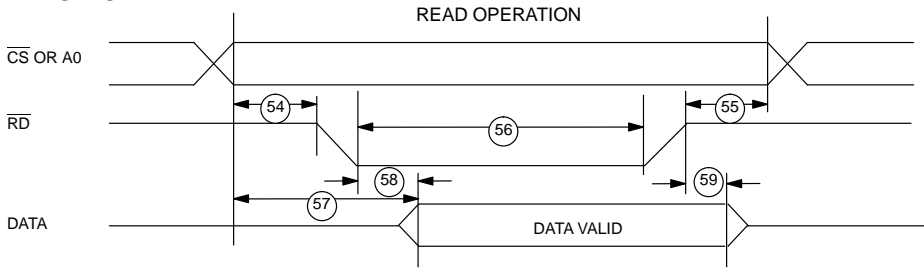 READ OPERATION
CS OR A0
54
55
RD
56
58
59
57
DATA
DATA VALID